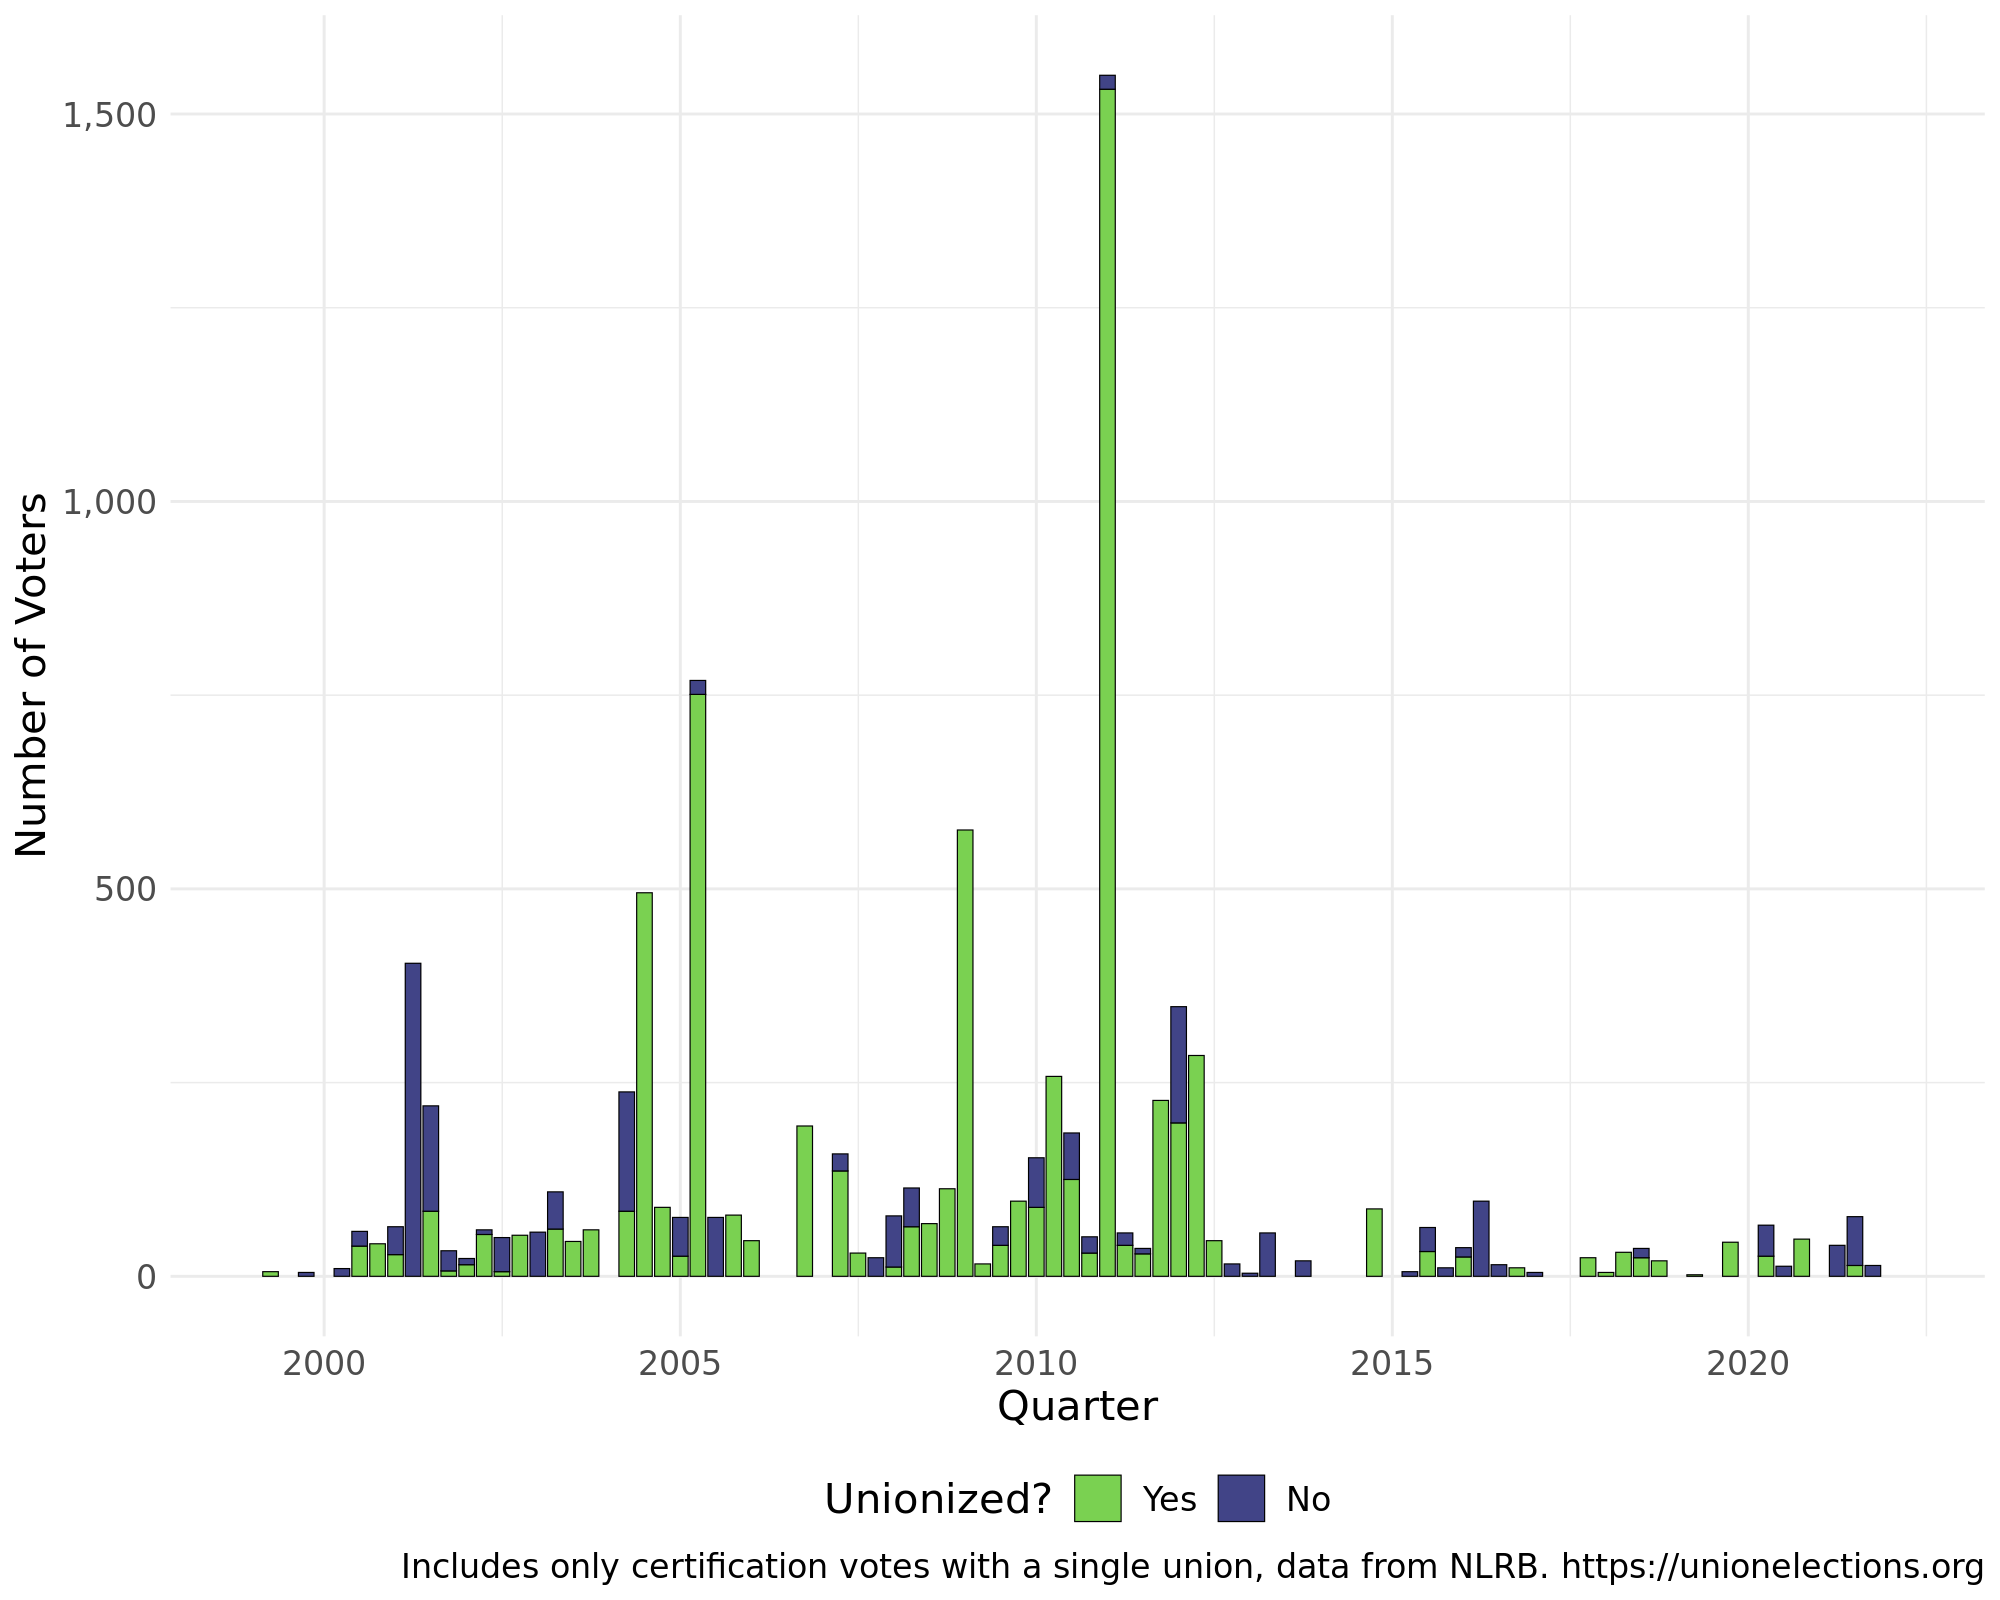 1,500
1,000
500
0
Number of Voters
2000 2005 2010 2015 2020
Quarter
Unionized? Yes No
Includes only certification votes with a single union, data from NLRB. https://unionelections.org